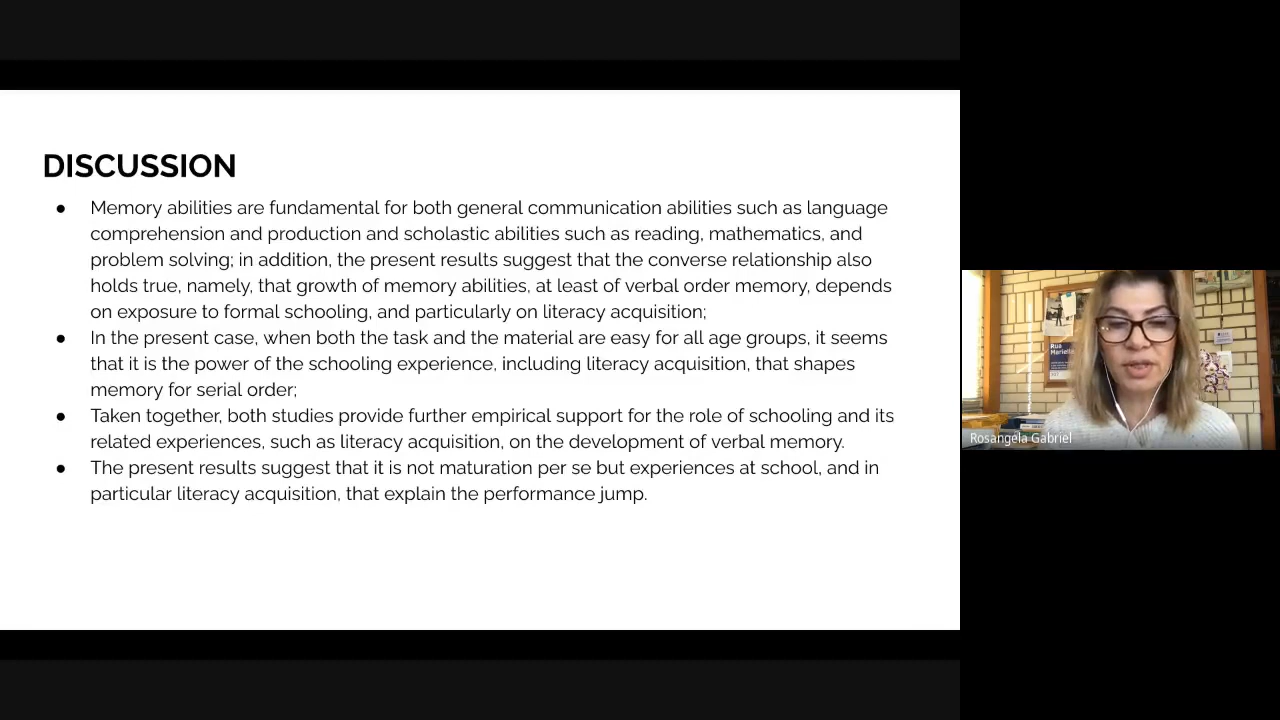 DISCUSSION
● Memory abilities are fundamental for both general communication abilities such as language
comprehension and production and scholastic abilities such as reading, mathematics, and
problem solving; in addition, the present results suggest that the converse relationship also
holds true, namely, that growth of memory abilities, at least of verbal order memory, depends
on exposure to formal schooling, and particularly on literacy acquisition;
● In the present case, when both the task and the material are easy for all age groups, it seems
that it is the power of the schooling experience, including literacy acquisition, that shapes
memory for serial order;
● Taken together, both studies provide further empirical support for the role of schooling and its
related experiences, such as literacy acquisition, on the development of verbal memory.
● The present results suggest that it is not maturation per se but experiences at school, and in
particular literacy acquisition, that explain the performance jump.
Rua
Marielle
Rosangela Gabriel